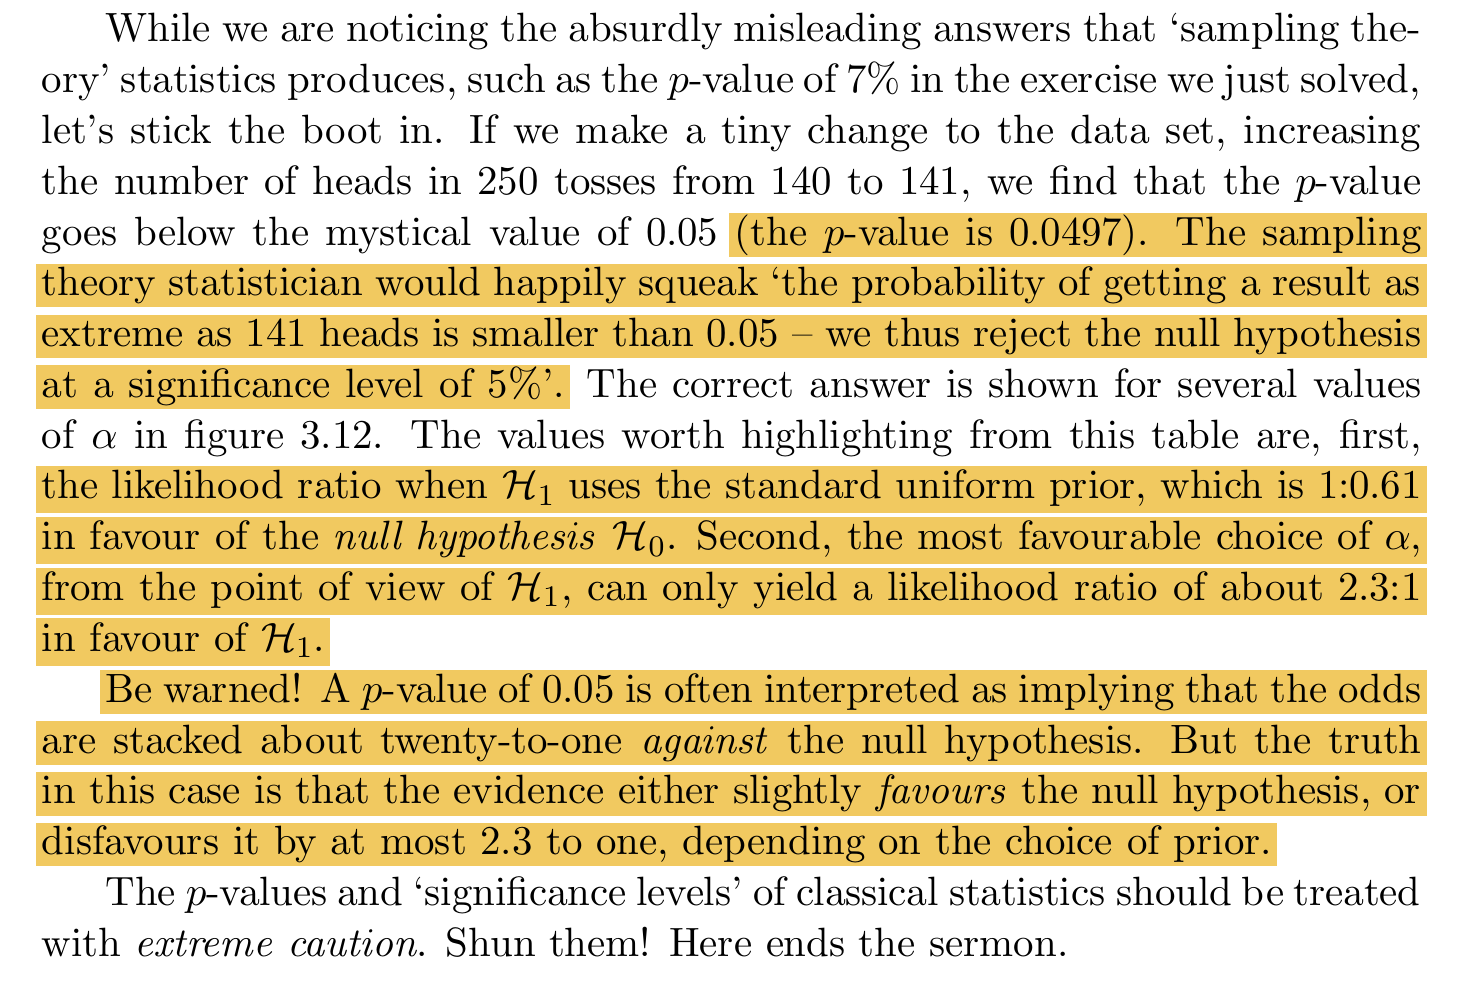 While we are noticing the absurdly misleading answers that ‘sampling the-
ory’ statistics produces, such as the p-value of 7% in the exercise we just solved,
let’s stick the boot in. If we make a tiny change to the data set, increasing
the number of heads in 250 tosses from 140 to 141, we find that the p-value
goes below the mystical value of 0.05 (the p-value is 0.0497). The sampling
theory statistician would happily squeak ‘the probability of getting a result as
extreme as 141 heads is smaller than 0.05 – we thus reject the null hypothesis
at a significance level of 5%’. The correct answer is shown for several values
of α in figure 3.12. The values worth highlighting from this table are, first,
the likelihood ratio when H₁ uses the standard uniform prior, which is 1:0.61
in favour of the null hypothesis H₀. Second, the most favourable choice of α,
from the point of view of H₁, can only yield a likelihood ratio of about 2.3:1
in favour of H₁.
Be warned! A p-value of 0.05 is often interpreted as implying that the odds
are stacked about twenty-to-one against the null hypothesis. But the truth
in this case is that the evidence either slightly favours the null hypothesis, or
disfavours it by at most 2.3 to one, depending on the choice of prior.
The p-values and ‘significance levels’ of classical statistics should be treated
with extreme caution. Shun them! Here ends the sermon.